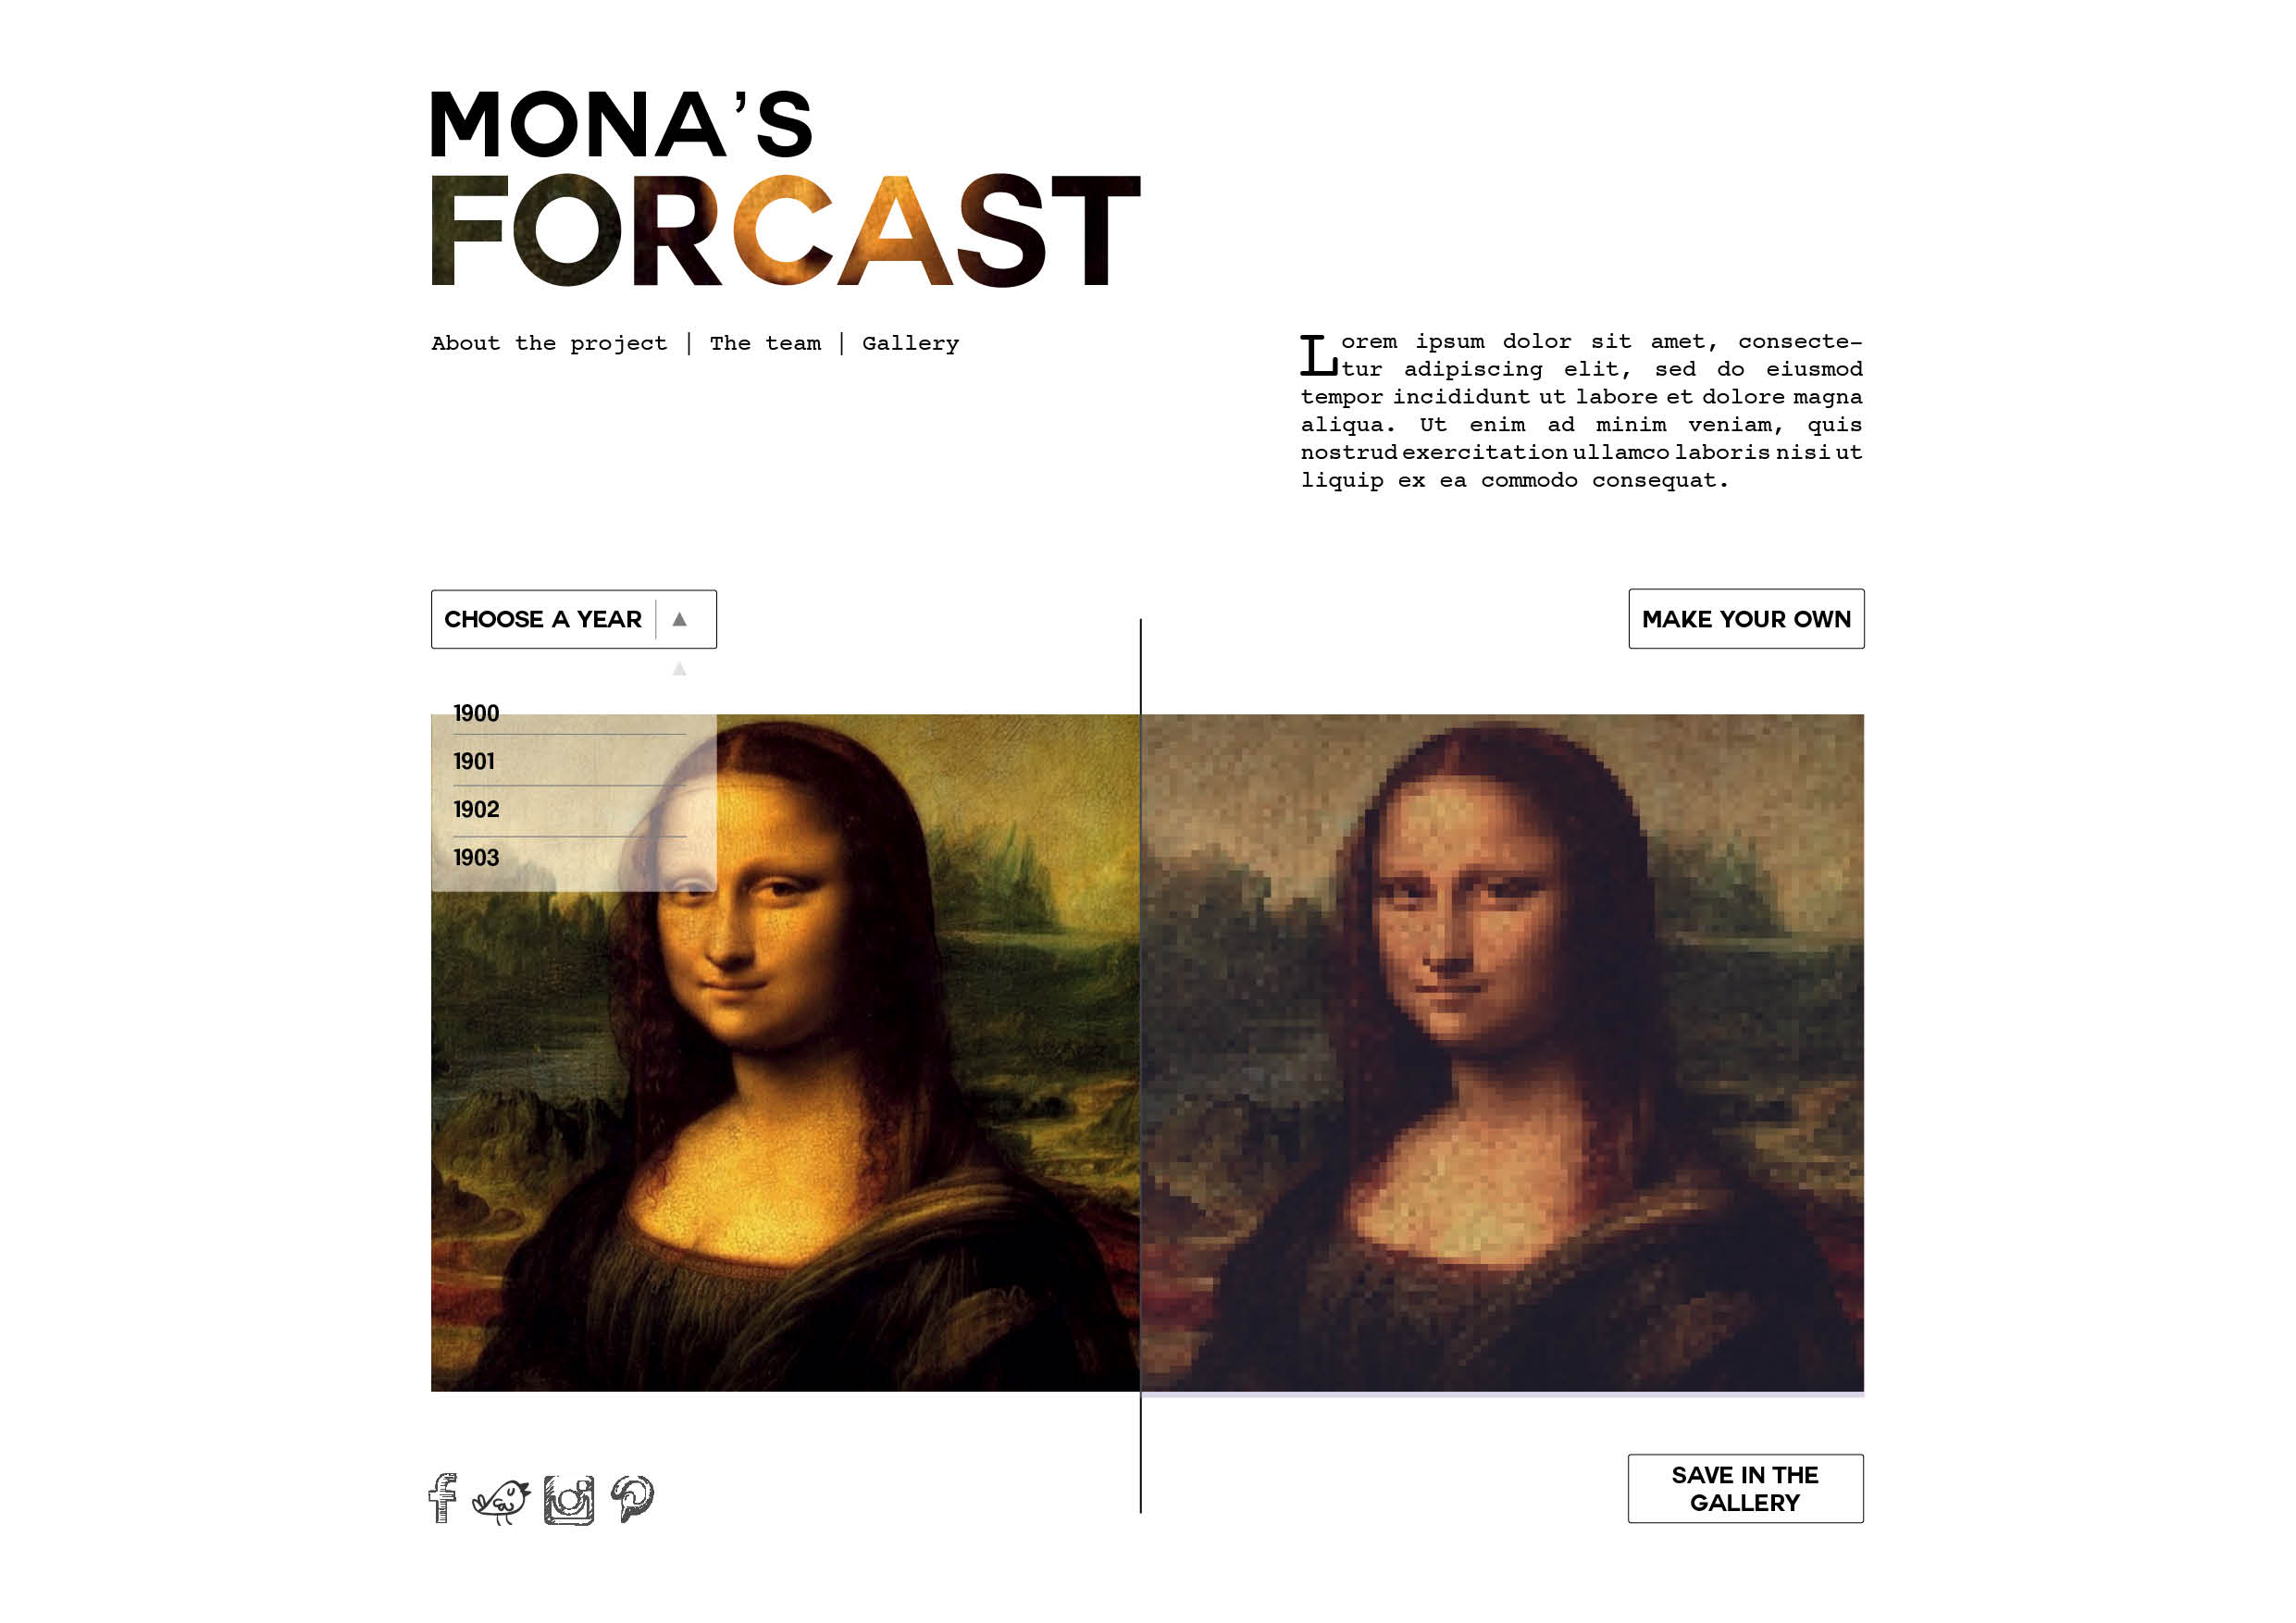 MONA'S
FORCAST
About the project | The team | Gallery
Lorem ipsum dolor sit amet, consecte-
tur adipiscing elit, sed do eiusmod
tempor incididunt ut labore et dolore magna
aliqua. Ut enim ad minim veniam, quis
nostrud exercitation ullamco laboris nisi ut
liquip ex ea commodo consequat.
CHOOSE A YEAR
MAKE YOUR OWN
1900
1901
1902
1903
SAVE IN THE
GALLERY